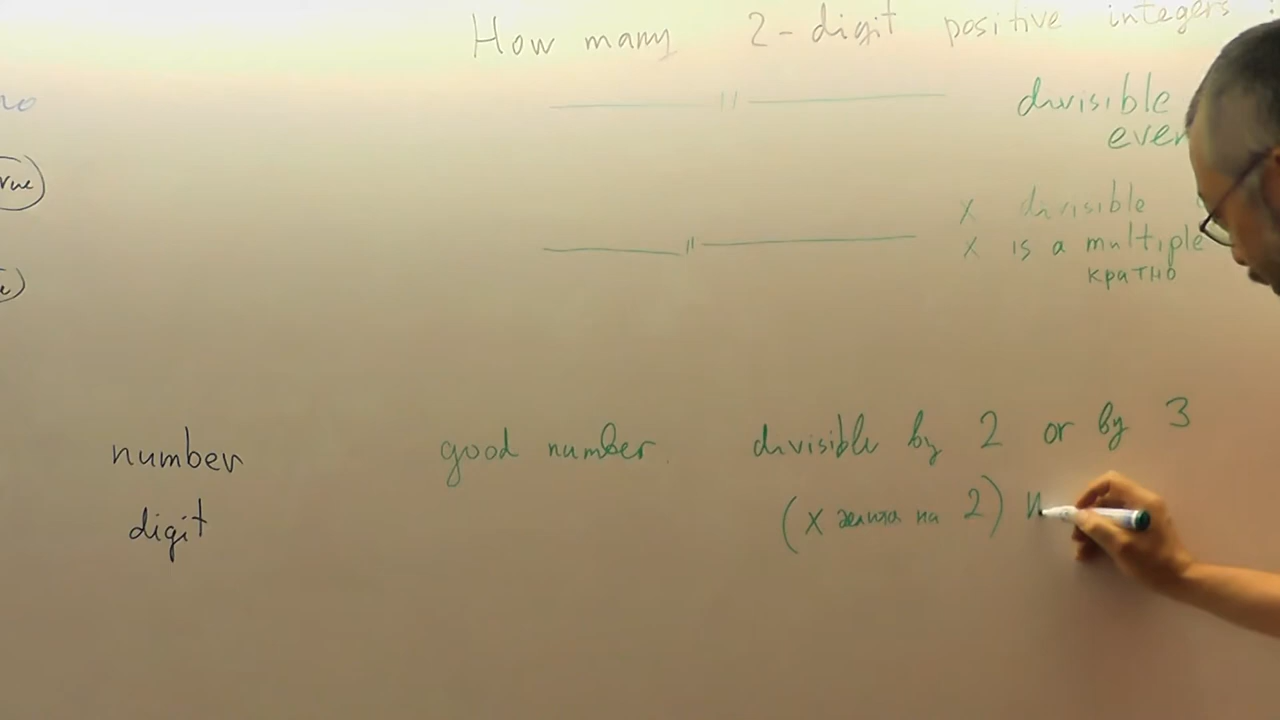 How many 2-digit positive integers
no
divisible
even
x divisible
x is a multiple
кратно
good number divisible by 2 or by 3
number
(x делится на 2) и
digit